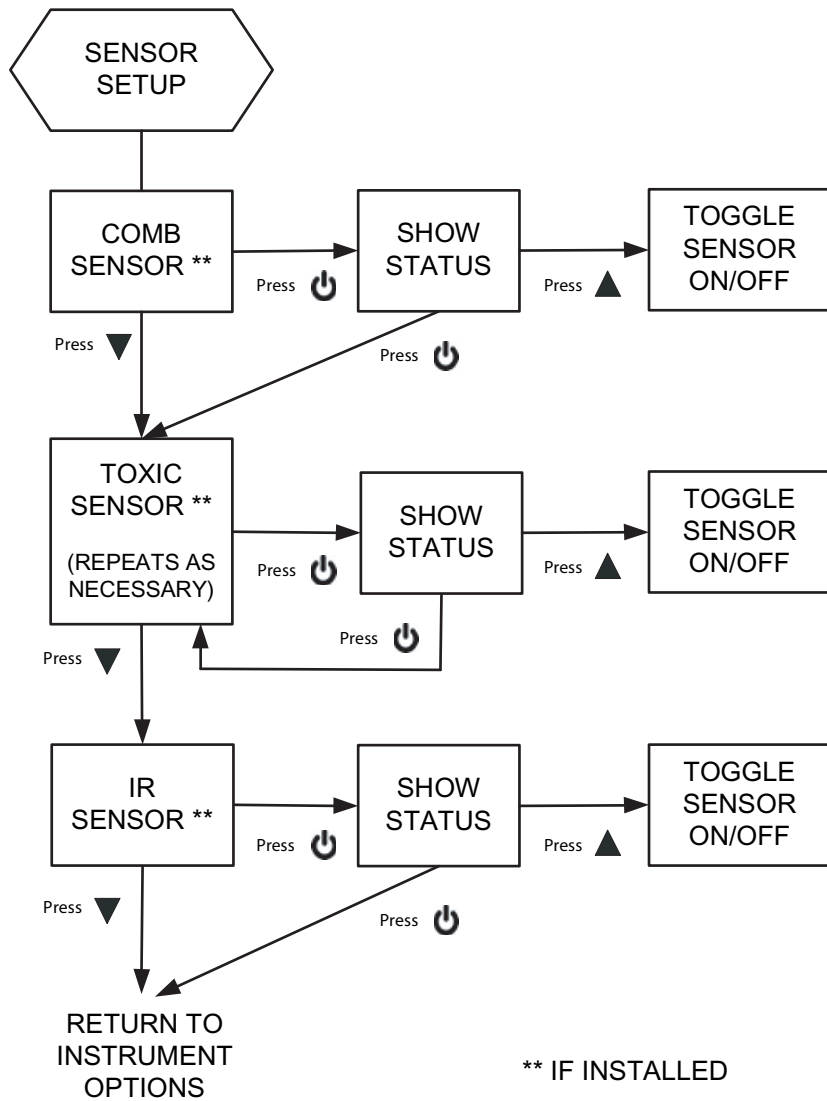 SENSOR
SETUP
COMB
SENSOR **
Press
SHOW
STATUS
Press
TOGGLE
SENSOR
ON/OFF
Press
Press
TOXIC
SENSOR **
(REPEATS AS
NECESSARY)
Press
SHOW
STATUS
Press
TOGGLE
SENSOR
ON/OFF
Press
Press
IR
SENSOR **
Press
SHOW
STATUS
Press
TOGGLE
SENSOR
ON/OFF
Press
Press
RETURN TO
INSTRUMENT
OPTIONS
** IF INSTALLED